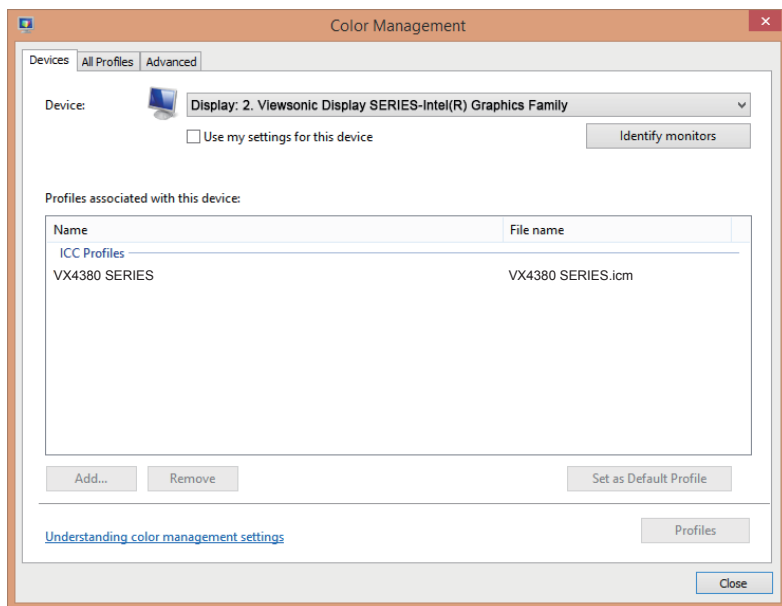 Color Management
Devices All Profiles Advanced
Device: Display: 2. Viewsonic Display SERIES-Intel(R) Graphics Family
Use my settings for this device Identify monitors
Profiles associated with this device:
Name File name
ICC Profiles
VX4380 SERIES VX4380 SERIES.icm
Add... Remove Set as Default Profile
Understanding color management settings Profiles
Close